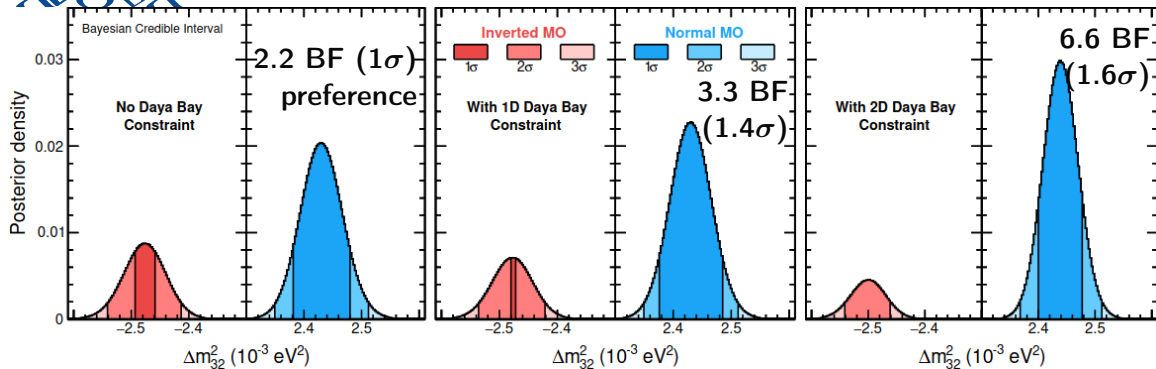 Bayesian Credible Interval
2.2 BF (1σ)
preference
No Daya Bay
Constraint
Inverted MO
1σ 2σ 3σ
With 1D Daya Bay
Constraint
Normal MO
1σ 2σ 3σ
3.3 BF
(1.4σ)
With 2D Daya Bay
Constraint
6.6 BF
(1.6σ)
Posterior density
0.03
0.02
0.01
0
−2.5 −2.4 2.4 2.5 −2.5 −2.4 2.4 2.5 −2.5 −2.4 2.4 2.5
Δm²₃₂ (10⁻³ eV²) Δm²₃₂ (10⁻³ eV²) Δm²₃₂ (10⁻³ eV²)